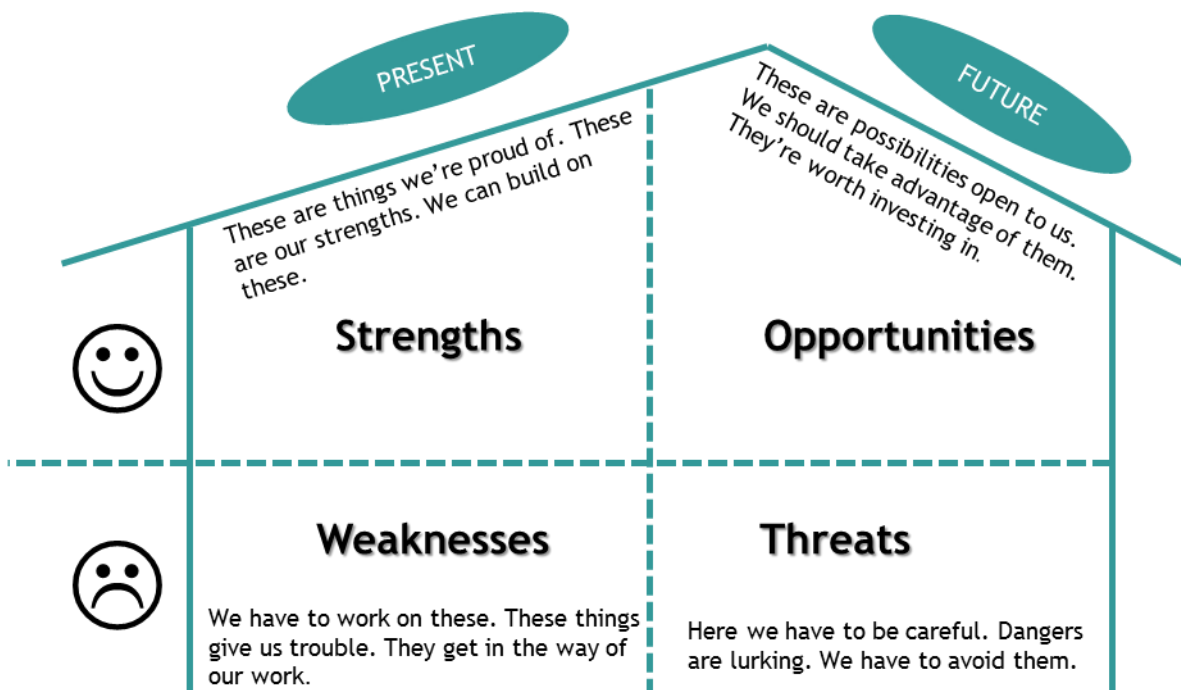 PRESENT
FUTURE
These are things we're proud of. These
are our strengths. We can build on
these.
These are possibilities open to us.
We should take advantage of them.
They're worth investing in.
Strengths
Opportunities
Weaknesses
Threats
We have to work on these. These things
give us trouble. They get in the way of
our work.
Here we have to be careful. Dangers
are lurking. We have to avoid them.